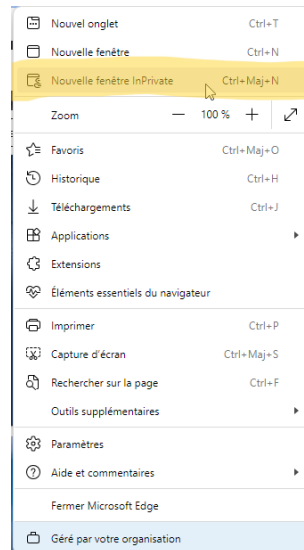 Nouvel onglet Ctrl+T
Nouvelle fenêtre Ctrl+N
Nouvelle fenêtre InPrivate Ctrl+Maj+N
Zoom — 100 % +
Favoris Ctrl+Maj+O
Historique Ctrl+H
Téléchargements Ctrl+J
Applications
Extensions
Éléments essentiels du navigateur
Imprimer Ctrl+P
Capture d'écran Ctrl+Maj+S
Rechercher sur la page Ctrl+F
Outils supplémentaires
Paramètres
Aide et commentaires
Fermer Microsoft Edge
Géré par votre organisation